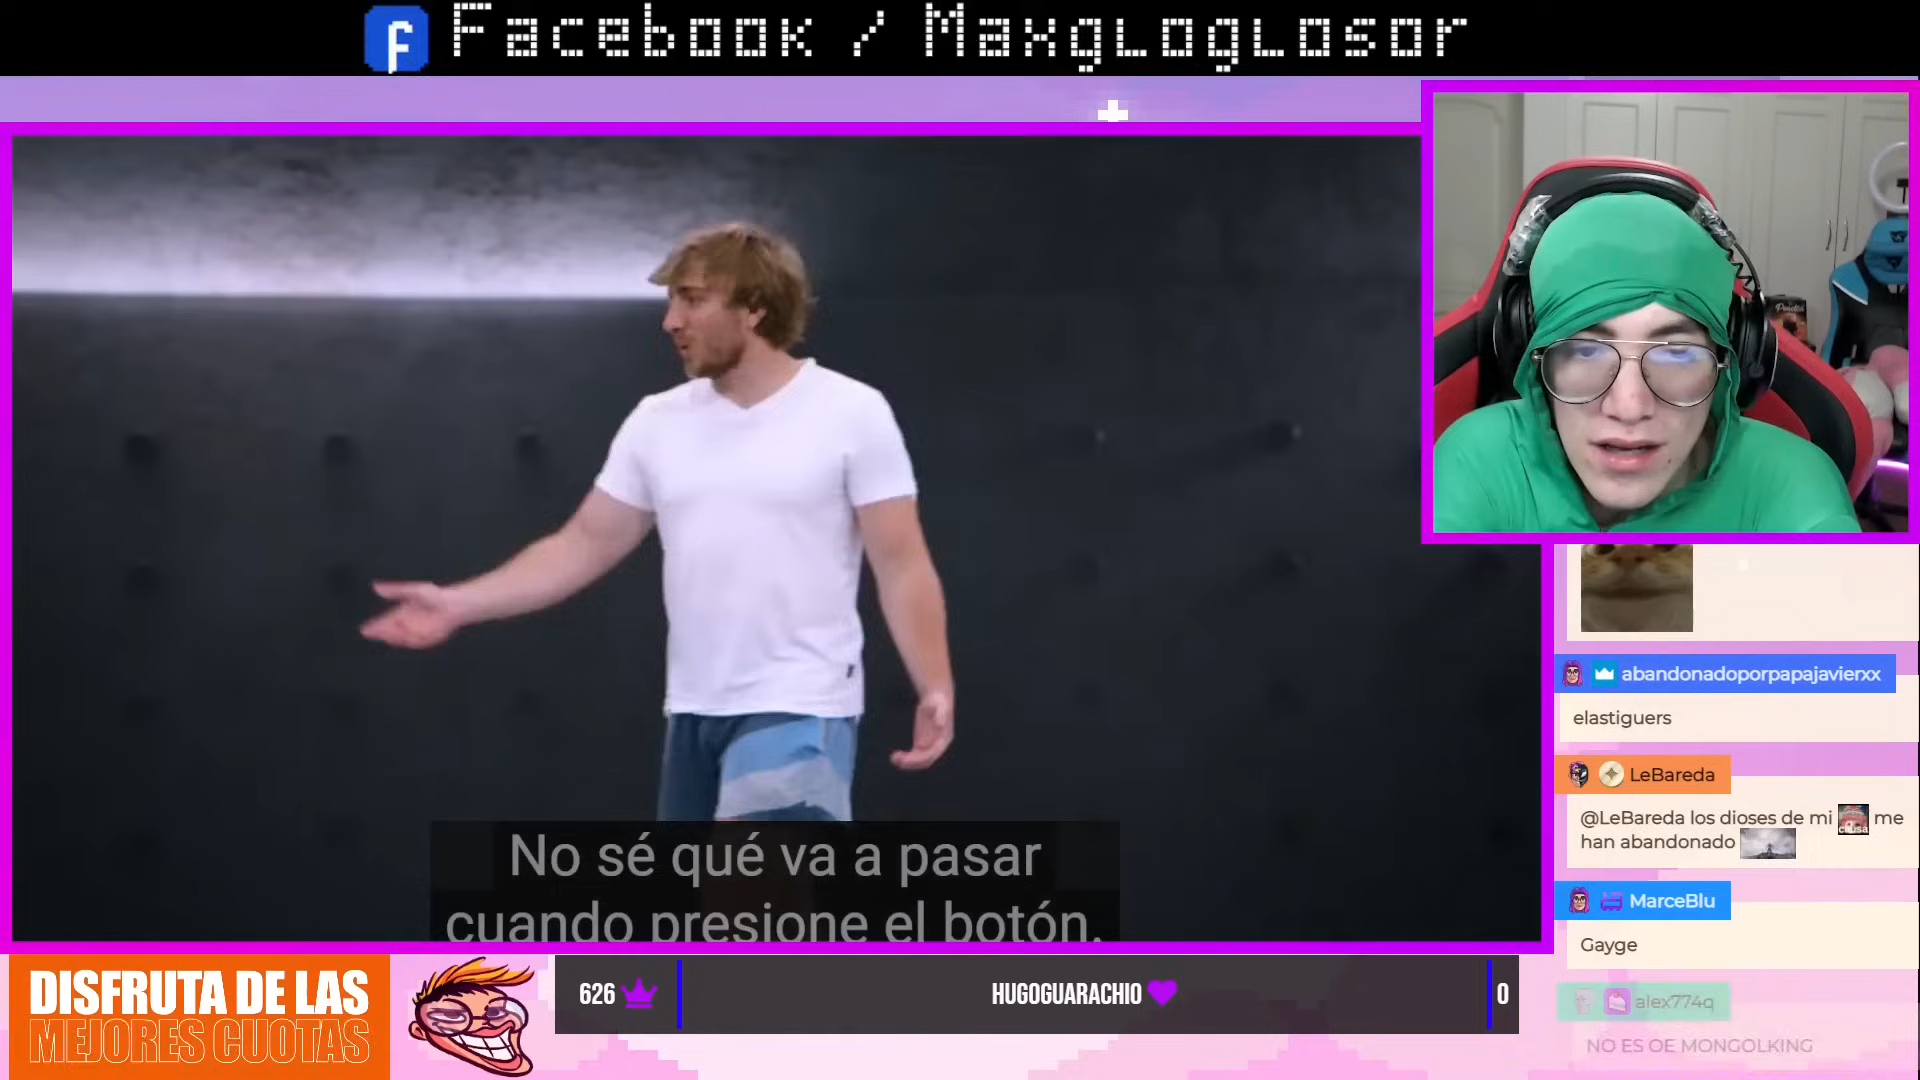 Facebook / Maxgloglosor
No sé qué va a pasar
cuando presione el botón.
abandonadoporpapajavierxx
elastiguers
LeBareda
@LeBareda los dioses de mi me
han abandonado
MarceBlu
Gayge
alex774q
NO ES OE MONGOLKING
DISFRUTA DE LAS
MEJORES CUOTAS
626
HUGOGUARACHIO
0